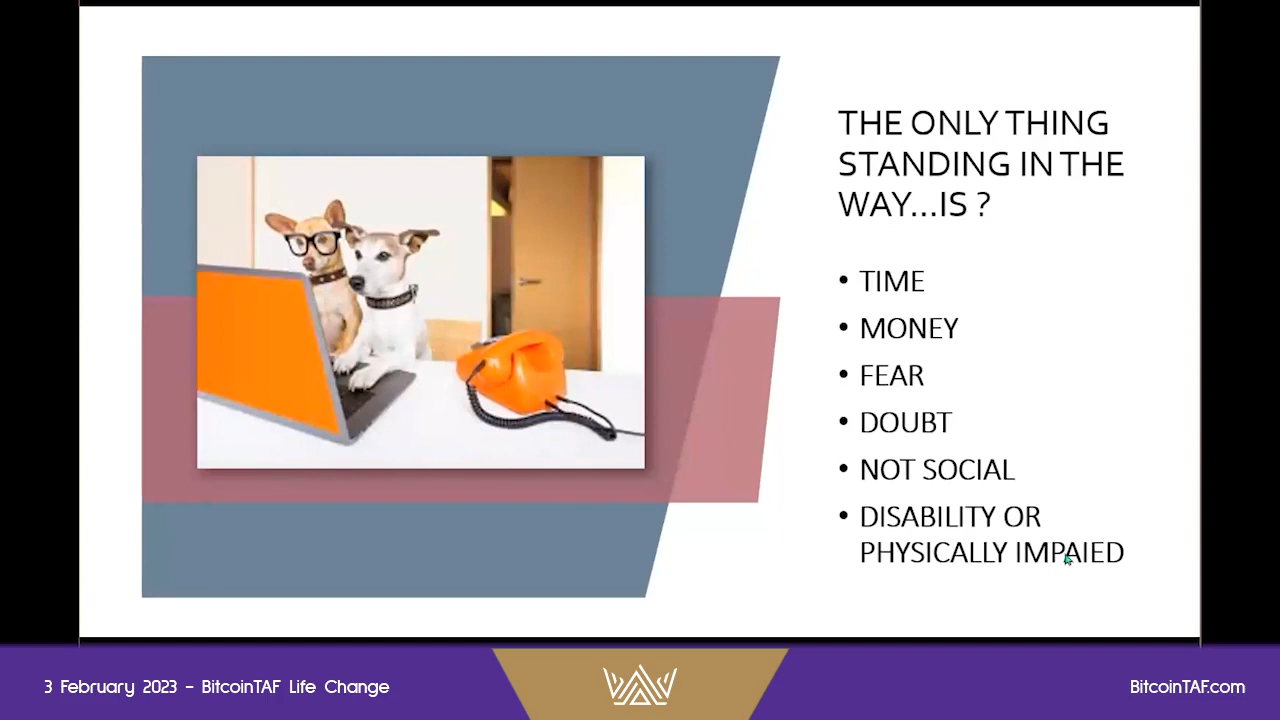 THE ONLY THING
STANDING IN THE
WAY...IS ?
• TIME
• MONEY
• FEAR
• DOUBT
• NOT SOCIAL
• DISABILITY OR
PHYSICALLY IMPAIED
3 February 2023 - BitcoinTAF Life Change
BitcoinTAF.com